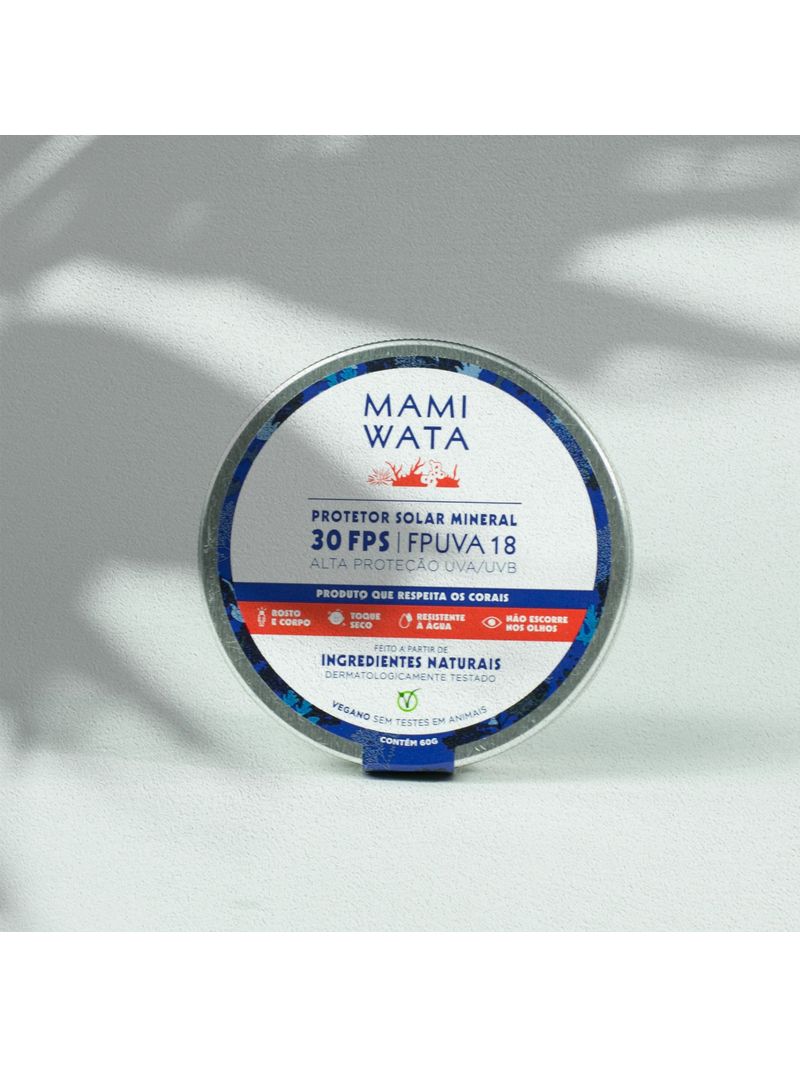 MAMI
WATA
PROTETOR SOLAR MINERAL
30 FPS | FPUVA 18
ALTA PROTEÇÃO UVA/UVB
PRODUTO QUE RESPEITA OS CORAIS
ROSTO
E CORPO
TOQUE
SECO
RESISTENTE
À ÁGUA
NÃO ESCORRE
NOS OLHOS
FEITO A PARTIR DE
INGREDIENTES NATURAIS
DERMATOLOGICAMENTE TESTADO
VEGANO SEM TESTES EM ANIMAIS
CONTÉM 60G